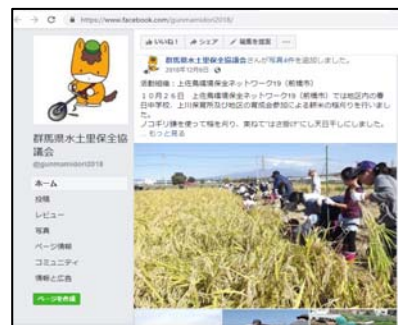 https://www.facebook.com/gunmamidori2018/
いいね！ シェア 編集を提案 …
群馬県水土里保全協議会さんが写真4件を追加しました。
2018年12月6日
群馬県水土里保全協
議会
@gunmamidori2018
ホーム
投稿
レビュー
写真
ページ情報
コミュニティ
情報と広告
ページを作成
活動組織：上佐鳥環境保全ネットワーク19（前橋市）
１０月２６日　上佐鳥環境保全ネットワーク19（前橋市）では地区内の春
日中学校、上川保育所及び地区の育成会参加による耕米の稲刈りを行いまし
た。
ノコギリ鎌を使って稲を刈り、束ねて"はさ掛け"にし天日干しにしました。
... もっと見る